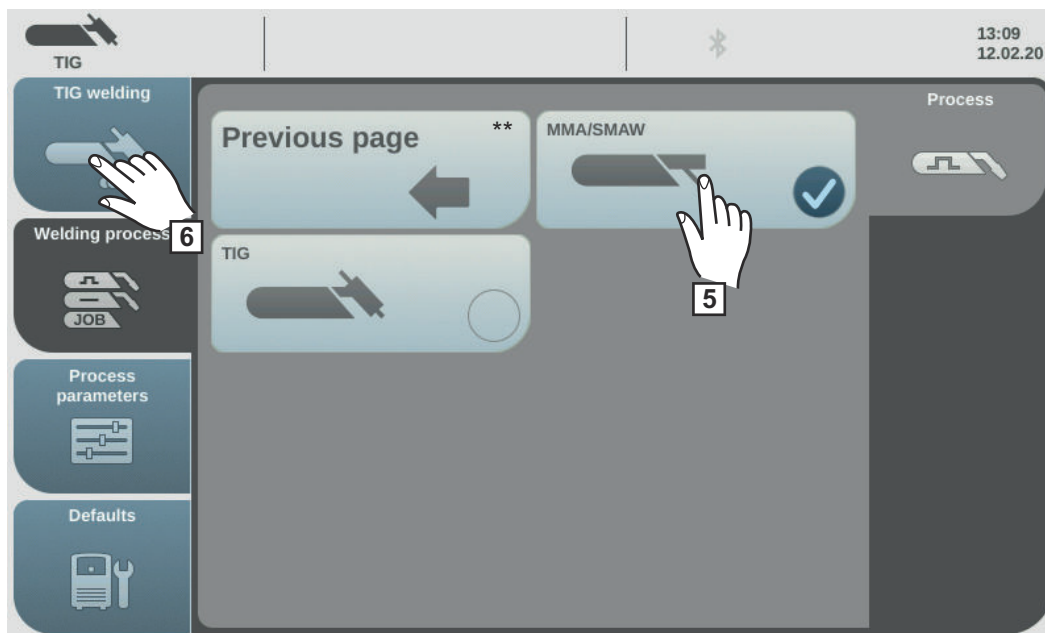 TIG
13:09
12.02.20
TIG welding
6
Welding process
JOB
Process
parameters
Defaults
Previous page
**
MMA/SMAW
5
TIG
Process